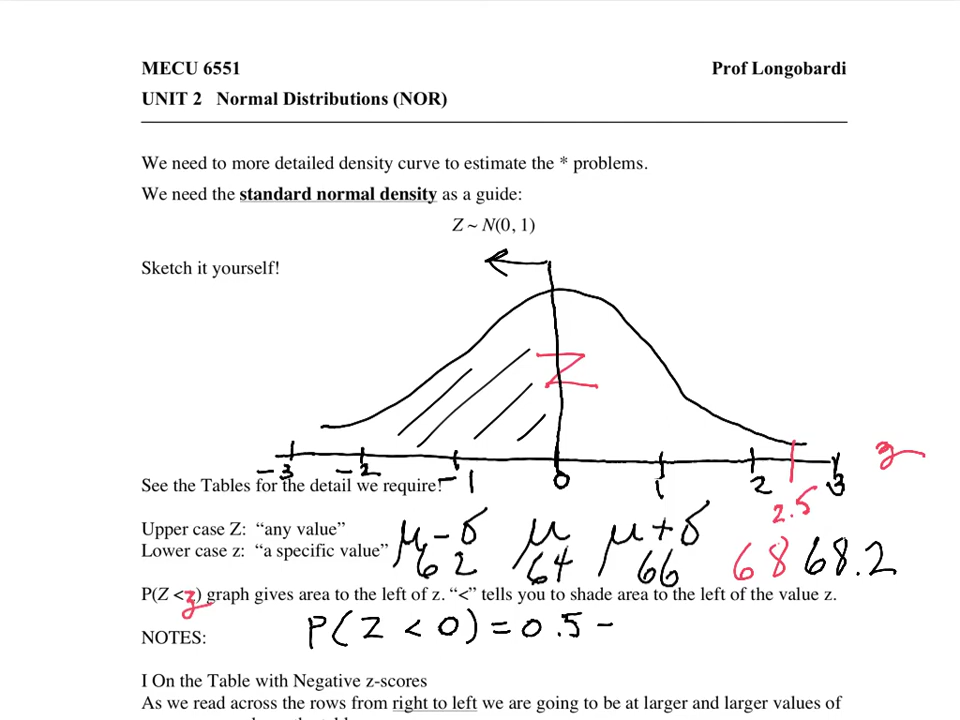 MECU 6551 Prof Longobardi
UNIT 2 Normal Distributions (NOR)
We need to more detailed density curve to estimate the * problems.
We need the standard normal density as a guide:
Z ~ N(0, 1)
Sketch it yourself!
Z
z
-3 -2 -1 0 1 2 3
2.5
See the Tables for the detail we require!
Upper case Z: “any value”
Lower case z: “a specific value”
μ-σ μ μ+σ
62 64 66 68 68.2
P(Z <z) graph gives area to the left of z. “<” tells you to shade area to the left of the value z.
P(Z < 0) = 0.5 -
NOTES:
I On the Table with Negative z-scores
As we read across the rows from right to left we are going to be at larger and larger values of